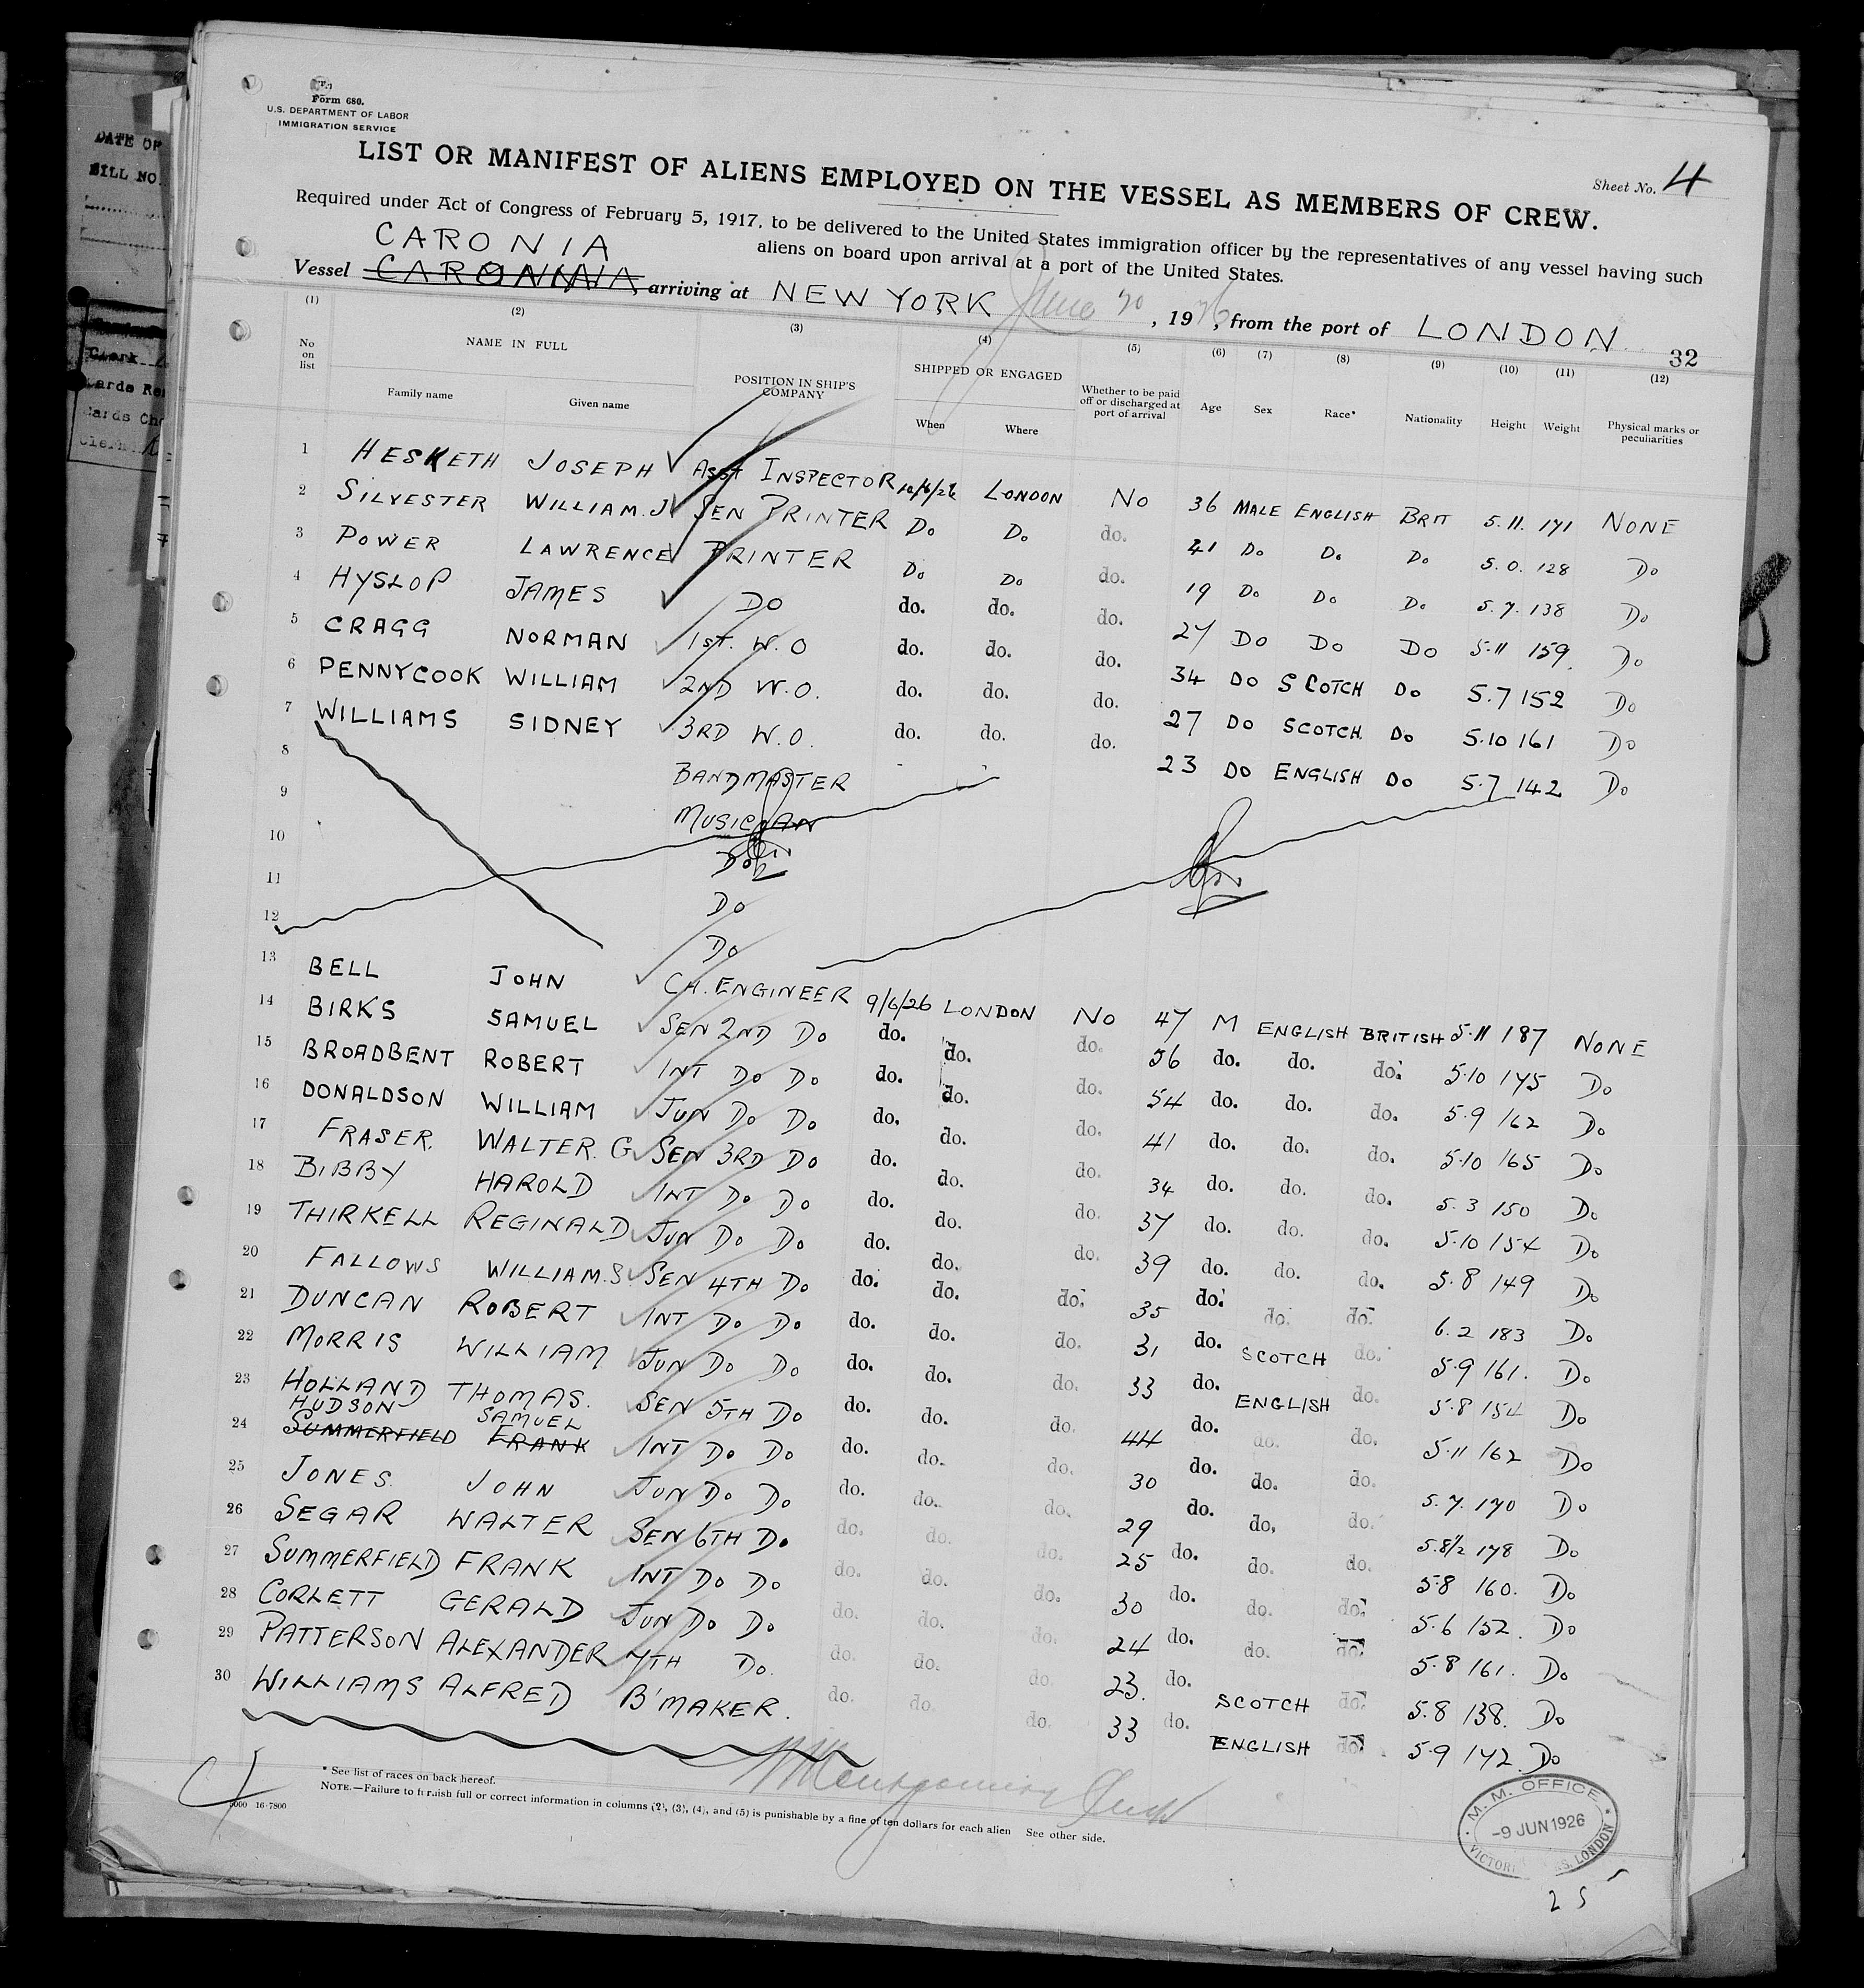 Form 680.
U.S. DEPARTMENT OF LABOR
IMMIGRATION SERVICE
DATE OF
BILL NO.
Clerk
Cards
Cards
Clerk
Sheet No. 4
LIST OR MANIFEST OF ALIENS EMPLOYED ON THE VESSEL AS MEMBERS OF CREW.
Required under Act of Congress of February 5, 1917, to be delivered to the United States immigration officer by the representatives of any vessel having such
aliens on board upon arrival at a port of the United States.
CARONIA
Vessel arriving at NEW YORK June 20, 1926, from the port of LONDON
32
(1) (2) (3) (4) (5) (6) (7) (8) (9) (10) (11) (12)
No on list NAME IN FULL POSITION IN SHIP'S COMPANY SHIPPED OR ENGAGED Whether to be paid off or discharged at port of arrival Age Sex Race* Nationality Height Weight Physical marks or peculiarities
Family name Given name When Where
1 HESKETH JOSEPH ASST INSPECTOR LONDON No 36 MALE ENGLISH BRIT 5.11. 171 NONE
2 SILVESTER WILLIAM. J SEN PRINTER Do Do do. 41 Do Do Do 5.0. 128 Do
3 POWER LAWRENCE PRINTER Do Do do. 19 Do Do Do 5.7. 138 Do
4 HYSLOP JAMES DO do. do. do. 27 Do Do Do 5.11 159. Do
5 CRAGG NORMAN 1st. W.O do. do. do. 34 Do SCOTCH Do 5.7 152 Do
6 PENNYCOOK WILLIAM 2ND W.O. do. do. do. 27 Do SCOTCH. Do 5.10 161 Do
7 WILLIAMS SIDNEY 3RD W.O. do. do. do. 23 Do ENGLISH Do 5.7 142 Do
8 BANDMASTER
9 MUSICIAN
10 Do
11 Do
12 Do
13 BELL JOHN CH. ENGINEER 9/6/26 LONDON No 47 M ENGLISH BRITISH 5.11 187 NONE
14 BIRKS SAMUEL SEN 2ND Do do. do. do. 56 do. do. do. 5.10 175 Do
15 BROADBENT ROBERT INT Do Do do. do. do. 54 do. do. do. 5.9 162 Do
16 DONALDSON WILLIAM JUN Do Do do. do. do. 41 do. do. do. 5.10 165 Do
17 FRASER. WALTER. G SEN 3RD Do do. do. do. 34 do. do. do. 5.3 150 Do
18 BIBBY HAROLD INT Do Do do. do. do. 37 do. do. do. 5.10 154 Do
19 THIRKELL REGINALD JUN Do Do do. do. do. 39 do. do. do. 5.8 149 Do
20 FALLOWS WILLIAM.S. SEN 4TH Do do. do. do. 35 do. do. do. 6.2 183 Do
21 DUNCAN ROBERT INT Do Do do. do. do. 31 do. SCOTCH do. 5.9 161. Do
22 MORRIS WILLIAM JUN Do Do do. do. do. 33 do. ENGLISH do. 5.8 154 Do
23 HOLLAND THOMAS. SEN 5TH Do do. do. do. 44 do. do. do. 5.11 162 Do
HUDSON SAMUEL
24 SUMMERFIELD FRANK INT Do Do do. do. do. 30 do. do. do. 5.7. 170 Do
25 JONES JOHN JUN Do Do do. do. do. 29 do. do. do. 5.8½ 178 Do
26 SEGAR WALTER SEN 6TH Do do. do. do. 25 do. do. do. 5.8 160. Do
27 SUMMERFIELD FRANK INT Do Do do. do. do. 30 do. do. do. 5.6 152. Do
28 CORLETT GERALD JUN Do Do do. do. do. 24 do. do. do. 5.8 161. Do
29 PATTERSON ALEXANDER 7TH Do. do. do. do. 23. do. SCOTCH do. 5.8 138. Do
30 WILLIAMS ALFRED B'MAKER. do. do. do. 33 do. ENGLISH do. 5.9 142. Do
* See list of races on back hereof.
NOTE.—Failure to furnish full or correct information in columns (2), (3), (4), and (5) is punishable by a fine of ten dollars for each alien See other side.
16-7800
M. M. OFFICE
-9 JUN 1926
LONDON
25